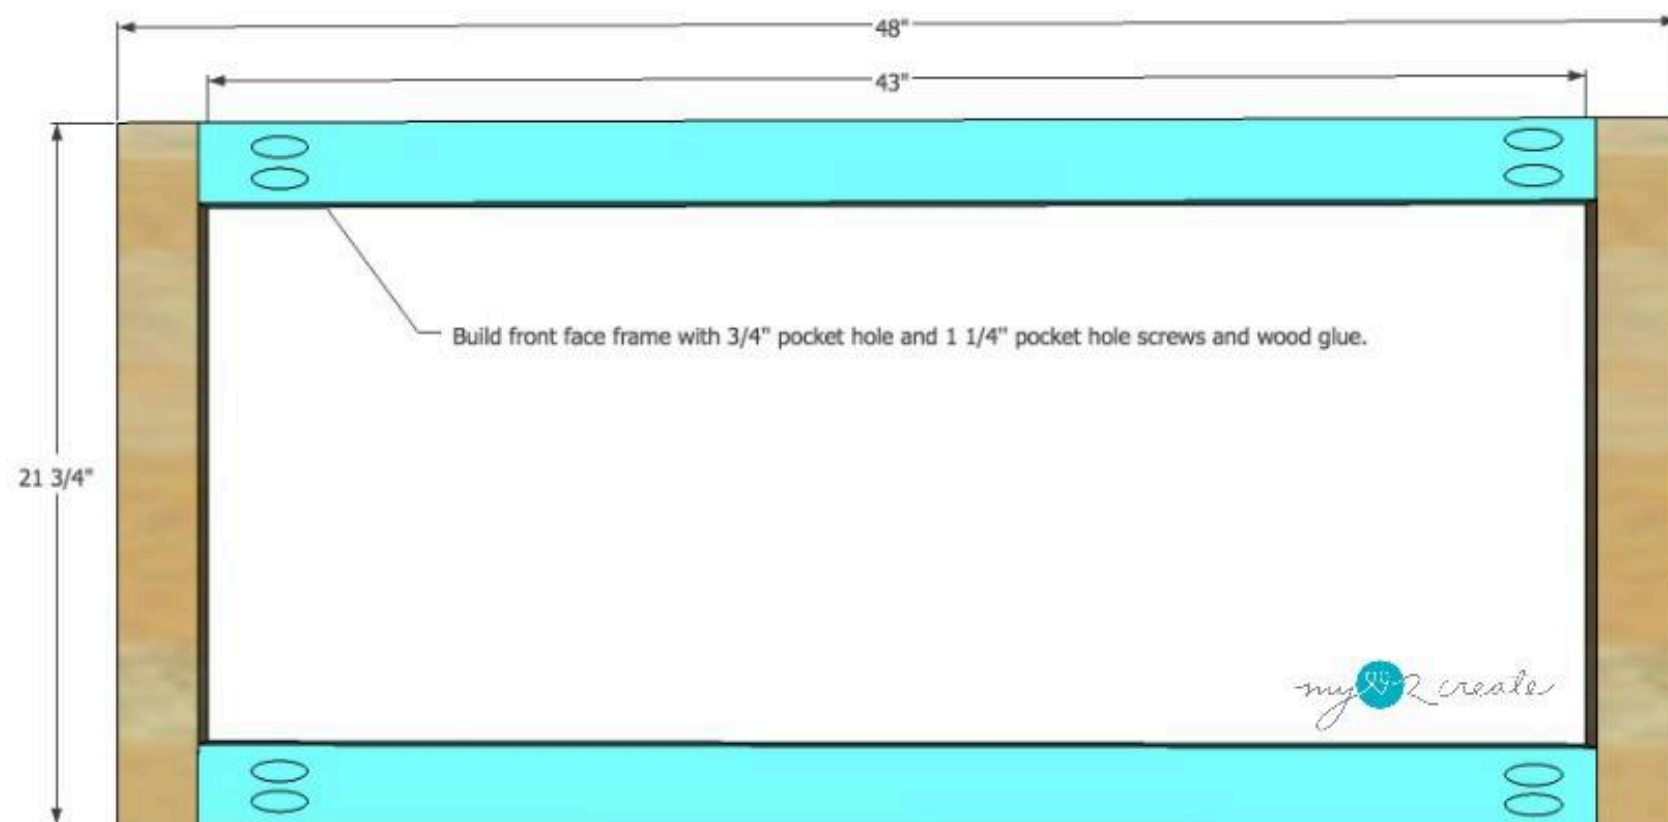 48"
43"
Build front face frame with 3/4" pocket hole and 1 1/4" pocket hole screws and wood glue.
21 3/4"
my 2 create